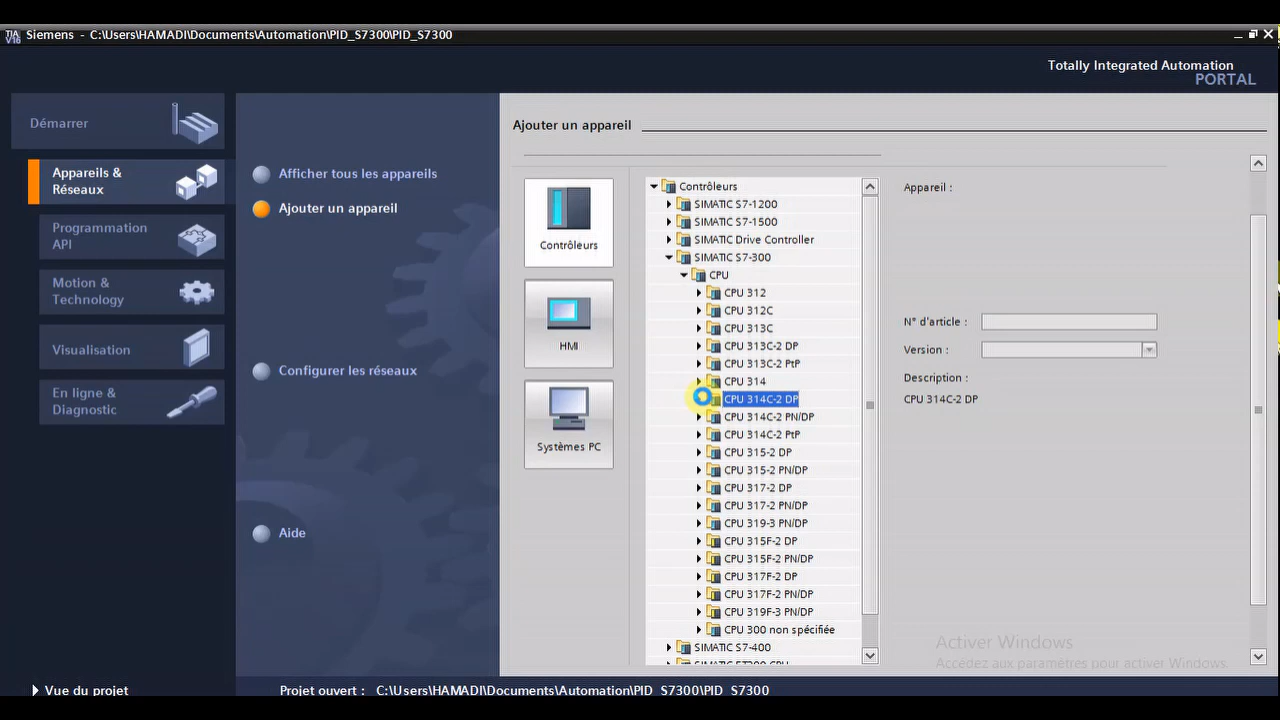 TIA
V16
Siemens - C:\Users\HAMADI\Documents\Automation\PID_S7300\PID_S7300
Totally Integrated Automation
PORTAL
Démarrer
Appareils &
Réseaux
Programmation
API
Motion &
Technology
Visualisation
En ligne &
Diagnostic
Afficher tous les appareils
Ajouter un appareil
Configurer les réseaux
Aide
Ajouter un appareil
Contrôleurs
HMI
Systèmes PC
Contrôleurs
SIMATIC S7-1200
SIMATIC S7-1500
SIMATIC Drive Controller
SIMATIC S7-300
CPU
CPU 312
CPU 312C
CPU 313C
CPU 313C-2 DP
CPU 313C-2 PtP
CPU 314
CPU 314C-2 DP
CPU 314C-2 PN/DP
CPU 314C-2 PtP
CPU 315-2 DP
CPU 315-2 PN/DP
CPU 317-2 DP
CPU 317-2 PN/DP
CPU 319-3 PN/DP
CPU 315F-2 DP
CPU 315F-2 PN/DP
CPU 317F-2 DP
CPU 317F-2 PN/DP
CPU 319F-3 PN/DP
CPU 300 non spécifiée
SIMATIC S7-400
Appareil :
N° d'article :
Version :
Description :
CPU 314C-2 DP
Activer Windows
Accédez aux paramètres pour activer Windows.
Vue du projet
Projet ouvert : C:\Users\HAMADI\Documents\Automation\PID_S7300\PID_S7300